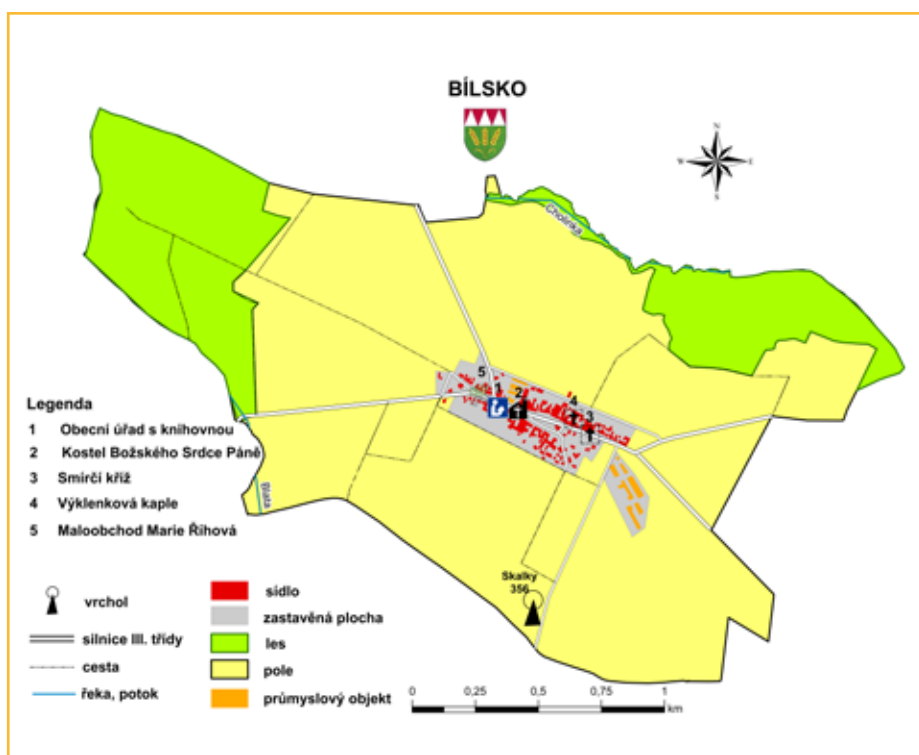 BÍLSKO
N
W
E
S
Cholinka
5
1
2
4
3
Blata
Skalky
356
Legenda
1 Obecní úřad s knihovnou
2 Kostel Božského Srdce Páně
3 Smírčí kříž
4 Výklenková kaple
5 Maloobchod Marie Říhová
vrchol
silnice III. třídy
cesta
řeka, potok
sídlo
zastavěná plocha
les
pole
průmyslový objekt
0 0,25 0,5 0,75 1
km